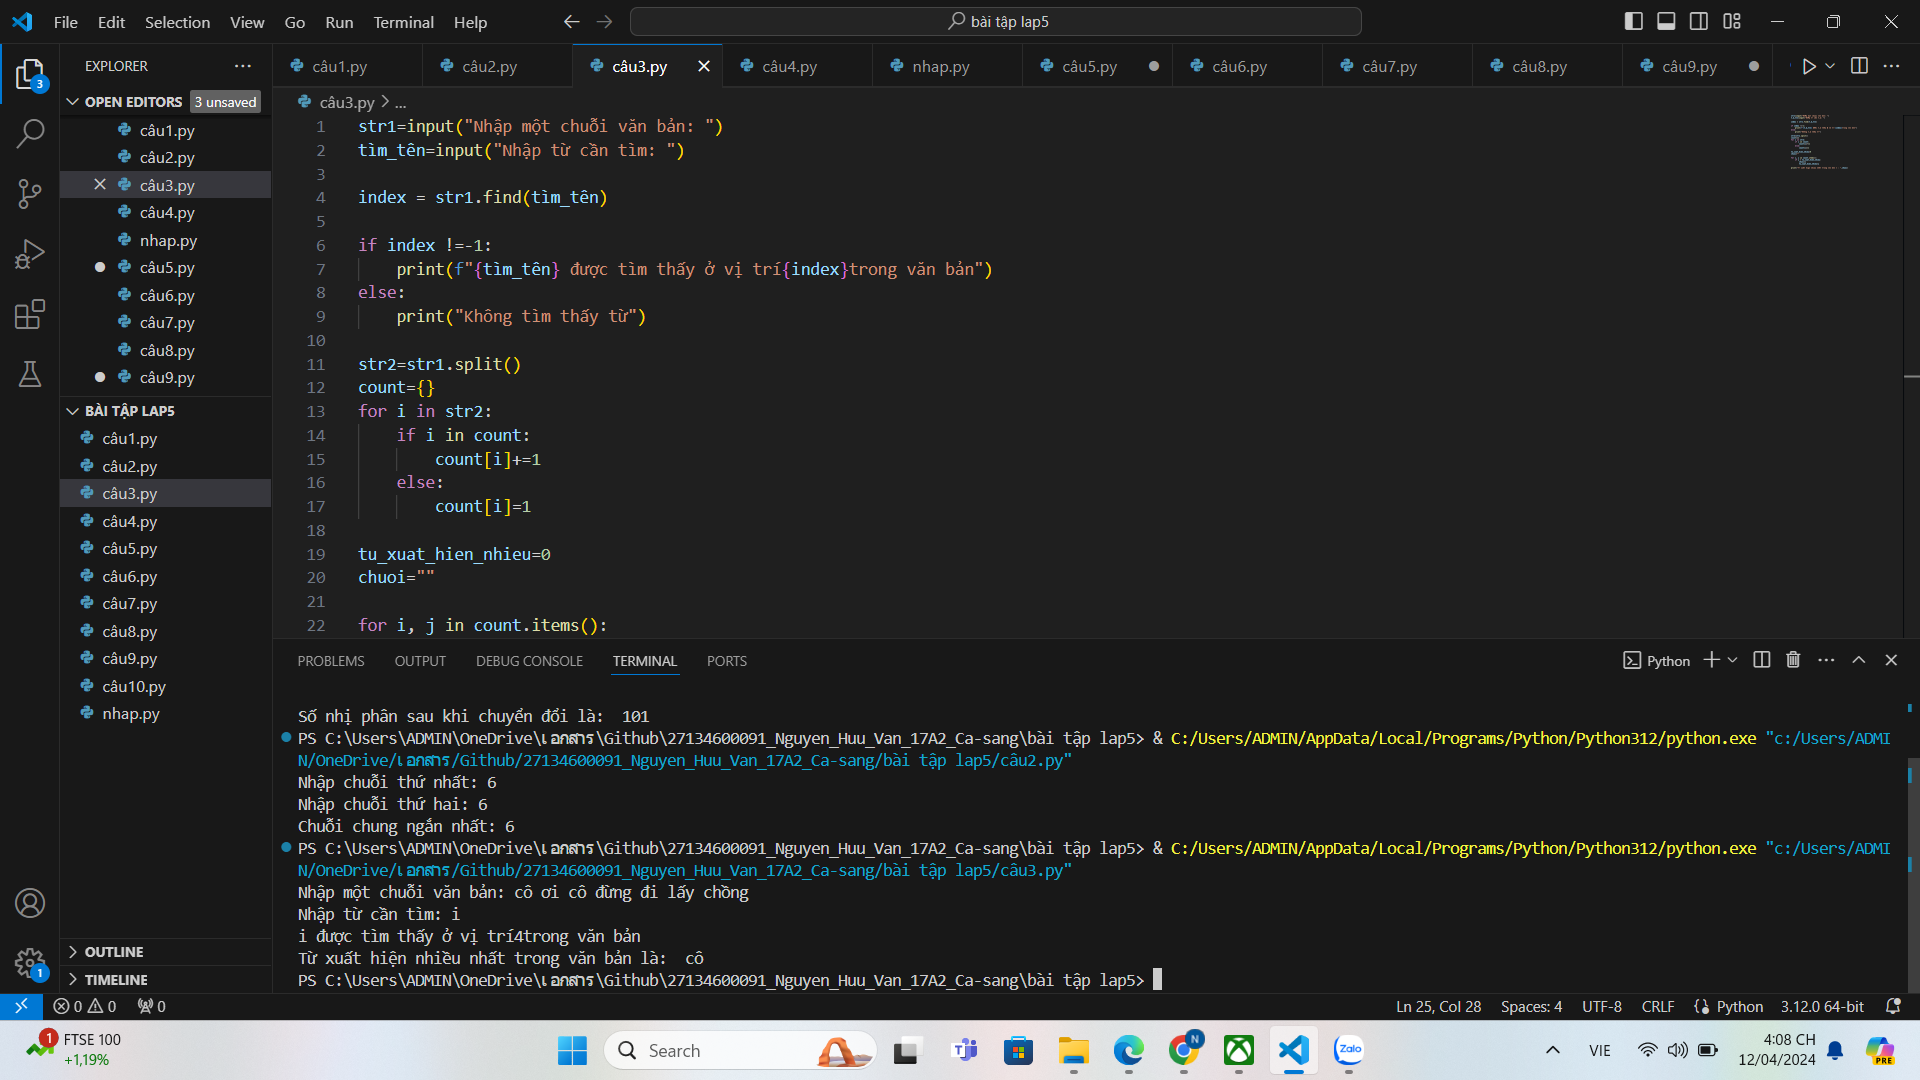 File Edit Selection View Go Run Terminal Help
bài tập lap5
EXPLORER
câu1.py câu2.py câu3.py câu4.py nhap.py câu5.py câu6.py câu7.py câu8.py câu9.py
OPEN EDITORS 3 unsaved
câu1.py
câu2.py
câu3.py
câu4.py
nhap.py
câu5.py
câu6.py
câu7.py
câu8.py
câu9.py
BÀI TẬP LAP5
câu1.py
câu2.py
câu3.py
câu4.py
câu5.py
câu6.py
câu7.py
câu8.py
câu9.py
câu10.py
nhap.py
OUTLINE
TIMELINE
3
1
câu3.py > ...
1 str1=input("Nhập một chuỗi văn bản: ")
2 tìm_tên=input("Nhập từ cần tìm: ")
3
4 index = str1.find(tìm_tên)
5
6 if index !=-1:
7 print(f"{tìm_tên} được tìm thấy ở vị trí{index}trong văn bản")
8 else:
9 print("Không tìm thấy từ")
10
11 str2=str1.split()
12 count={}
13 for i in str2:
14 if i in count:
15 count[i]+=1
16 else:
17 count[i]=1
18
19 tu_xuat_hien_nhieu=0
20 chuoi=""
21
22 for i, j in count.items():
PROBLEMS OUTPUT DEBUG CONSOLE TERMINAL PORTS
Python
Số nhị phân sau khi chuyển đổi là:  101
PS C:\Users\ADMIN\OneDrive\เอกสาร\Github\27134600091_Nguyen_Huu_Van_17A2_Ca-sang\bài tập lap5> & C:/Users/ADMIN/AppData/Local/Programs/Python/Python312/python.exe "c:/Users/ADMI
N/OneDrive/เอกสาร/Github/27134600091_Nguyen_Huu_Van_17A2_Ca-sang/bài tập lap5/câu2.py"
Nhập chuỗi thứ nhất: 6
Nhập chuỗi thứ hai: 6
Chuỗi chung ngắn nhất: 6
PS C:\Users\ADMIN\OneDrive\เอกสาร\Github\27134600091_Nguyen_Huu_Van_17A2_Ca-sang\bài tập lap5> & C:/Users/ADMIN/AppData/Local/Programs/Python/Python312/python.exe "c:/Users/ADMI
N/OneDrive/เอกสาร/Github/27134600091_Nguyen_Huu_Van_17A2_Ca-sang/bài tập lap5/câu3.py"
Nhập một chuỗi văn bản: cô ơi cô đừng đi lấy chồng
Nhập từ cần tìm: i
i được tìm thấy ở vị trí4trong văn bản
Từ xuất hiện nhiều nhất trong văn bản là:  cô
PS C:\Users\ADMIN\OneDrive\เอกสาร\Github\27134600091_Nguyen_Huu_Van_17A2_Ca-sang\bài tập lap5>
0 0 0 Ln 25, Col 28 Spaces: 4 UTF-8 CRLF Python 3.12.0 64-bit
1 FTSE 100
+1,19%
Search
N
Zalo
VIE
4:08 CH
12/04/2024
PRE